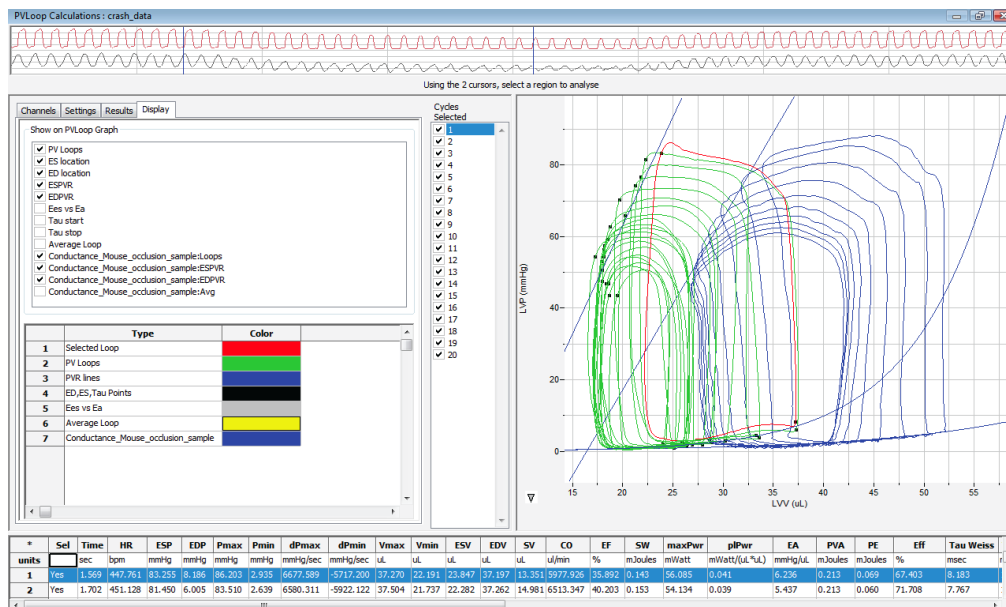 PVLoop Calculations : crash_data
Using the 2 cursors, select a region to analyse
Channels Settings Results Display
Show on PVLoop Graph
PV Loops
ES location
ED location
ESPVR
EDPVR
Ees vs Ea
Tau start
Tau stop
Average Loop
Conductance_Mouse_occlusion_sample:Loops
Conductance_Mouse_occlusion_sample:ESPVR
Conductance_Mouse_occlusion_sample:EDPVR
Conductance_Mouse_occlusion_sample:Avg
Type Color
1 Selected Loop
2 PV Loops
3 PVR lines
4 ED,ES,Tau Points
5 Ees vs Ea
6 Average Loop
7 Conductance_Mouse_occlusion_sample
Cycles
Selected
1
2
3
4
5
6
7
8
9
10
11
12
13
14
15
16
17
18
19
20
LVP (mmHg)
80
60
40
20
0
15 20 25 30 35 40 45 50 55
LVV (uL)
* Sel Time HR ESP EDP Pmax Pmin dPmax dPmin Vmax Vmin ESV EDV SV CO EF SW maxPwr plPwr EA PVA PE Eff Tau Weiss
units sec bpm mmHg mmHg mmHg mmHg mmHg/sec mmHg/sec uL uL uL uL uL ul/min % mJoules mWatt mWatt/(uL*uL) mmHg/uL mJoules mJoules % msec
1 Yes 1.569 447.761 83.255 8.186 86.203 2.935 6677.589 -5717.200 37.270 22.191 23.847 37.197 13.351 5977.926 35.892 0.143 56.085 0.041 6.236 0.213 0.069 67.403 8.183
2 Yes 1.702 451.128 81.450 6.005 83.510 2.639 6580.311 -5922.122 37.504 21.737 22.282 37.262 14.981 6513.347 40.203 0.153 54.134 0.039 5.437 0.213 0.060 71.708 7.767